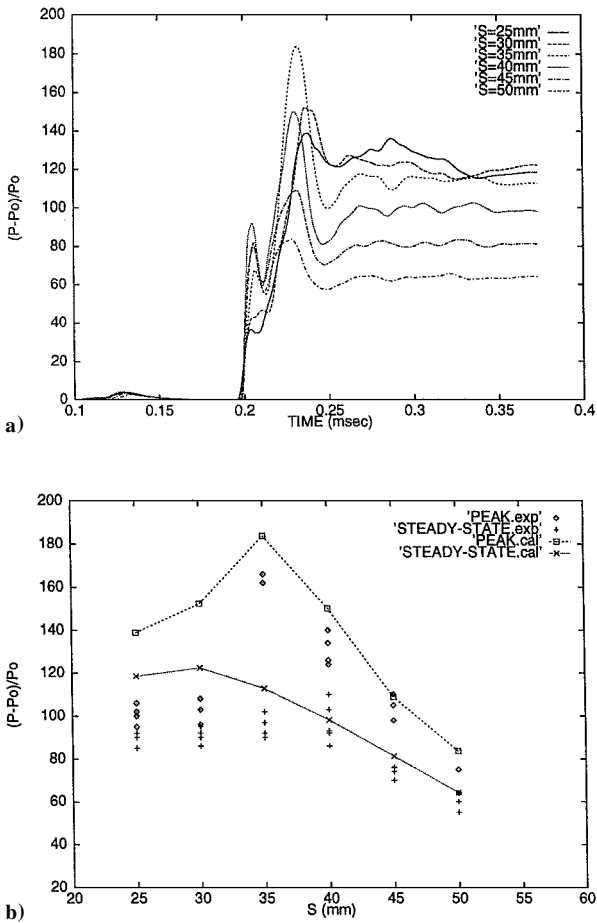 200
180
160
140
120
100
80
60
40
20
0
(P-Po)/Po
'S=25mm'
'S=30mm'
'S=35mm'
'S=40mm'
'S=45mm'
'S=50mm'
0.1
0.15
0.2
0.25
0.3
0.35
0.4
TIME (msec)
a)
200
180
160
140
120
100
80
60
40
20
(P-Po)/Po
'PEAK.exp'
'STEADY-STATE.exp'
'PEAK.cal'
'STEADY-STATE.cal'
20
25
30
35
40
45
50
55
60
S (mm)
b)